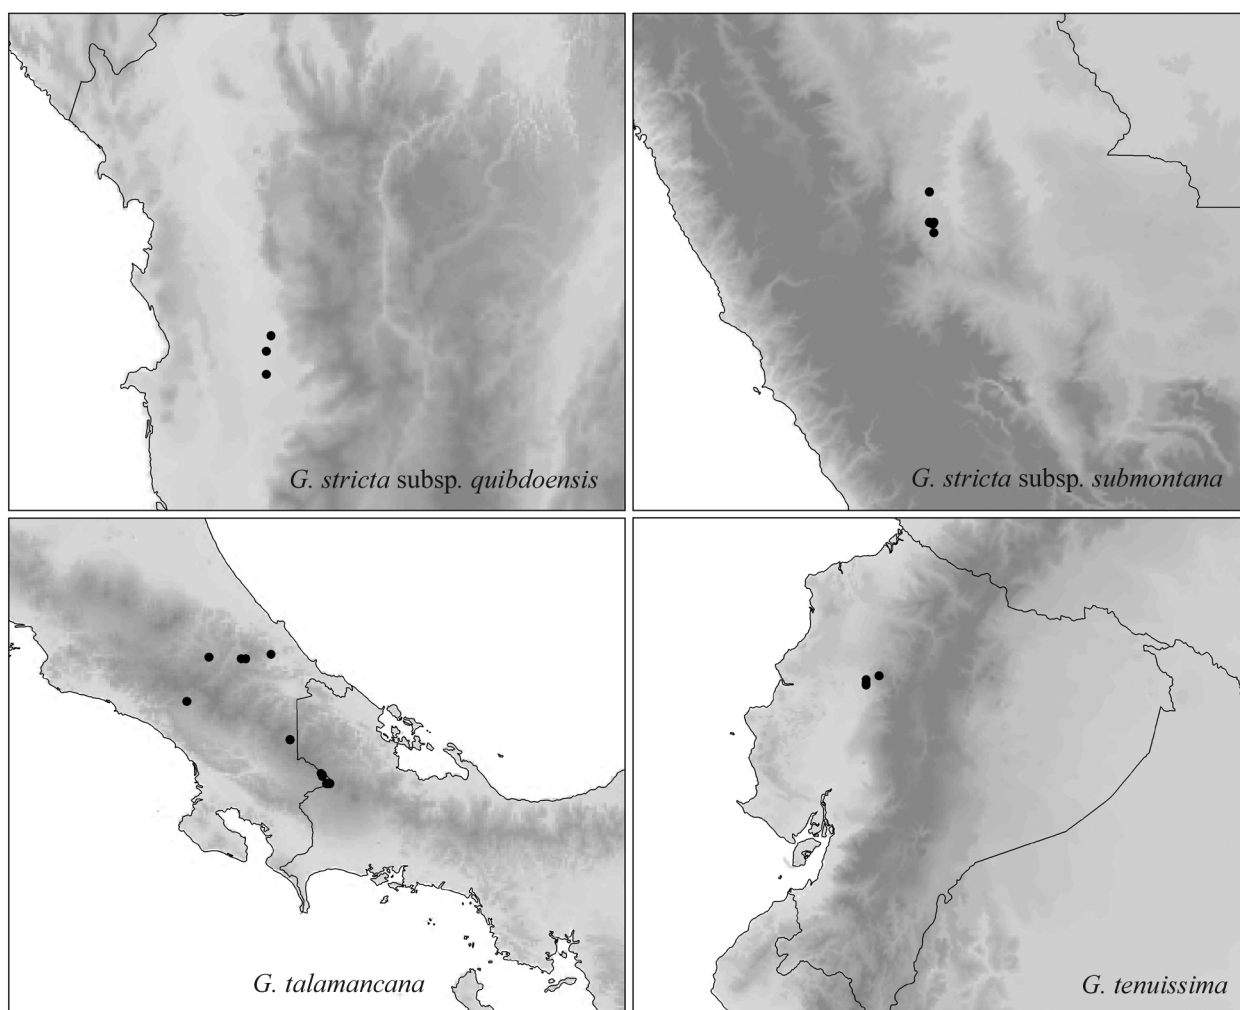 G. stricta subsp. quibdoensis
G. stricta subsp. submontana
G. talamancana
G. tenuissima